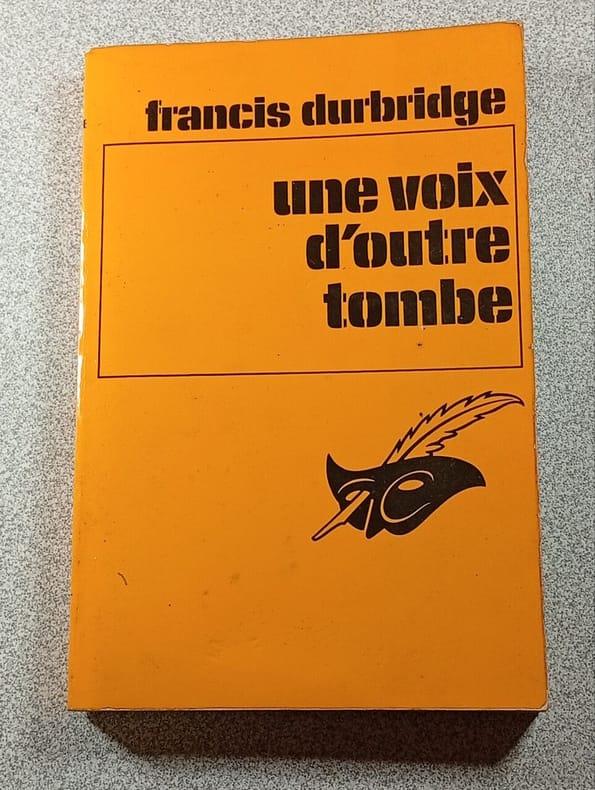 francis durbridge
une voix
d'outre
tombe